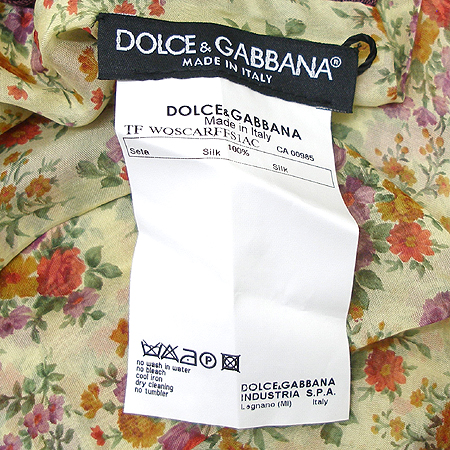 DOLCE & GABBANA®
MADE IN ITALY
DOLCE&GABBANA
Made in Italy
TF WOSCARFFS1AC CA 00985
Seta Silk 100%
Silk
no wash in water
no bleach
cool iron
dry cleaning
no tumbler
DOLCE&GABBANA
INDUSTRIA S.P.A.
Legnano (MI) Italy